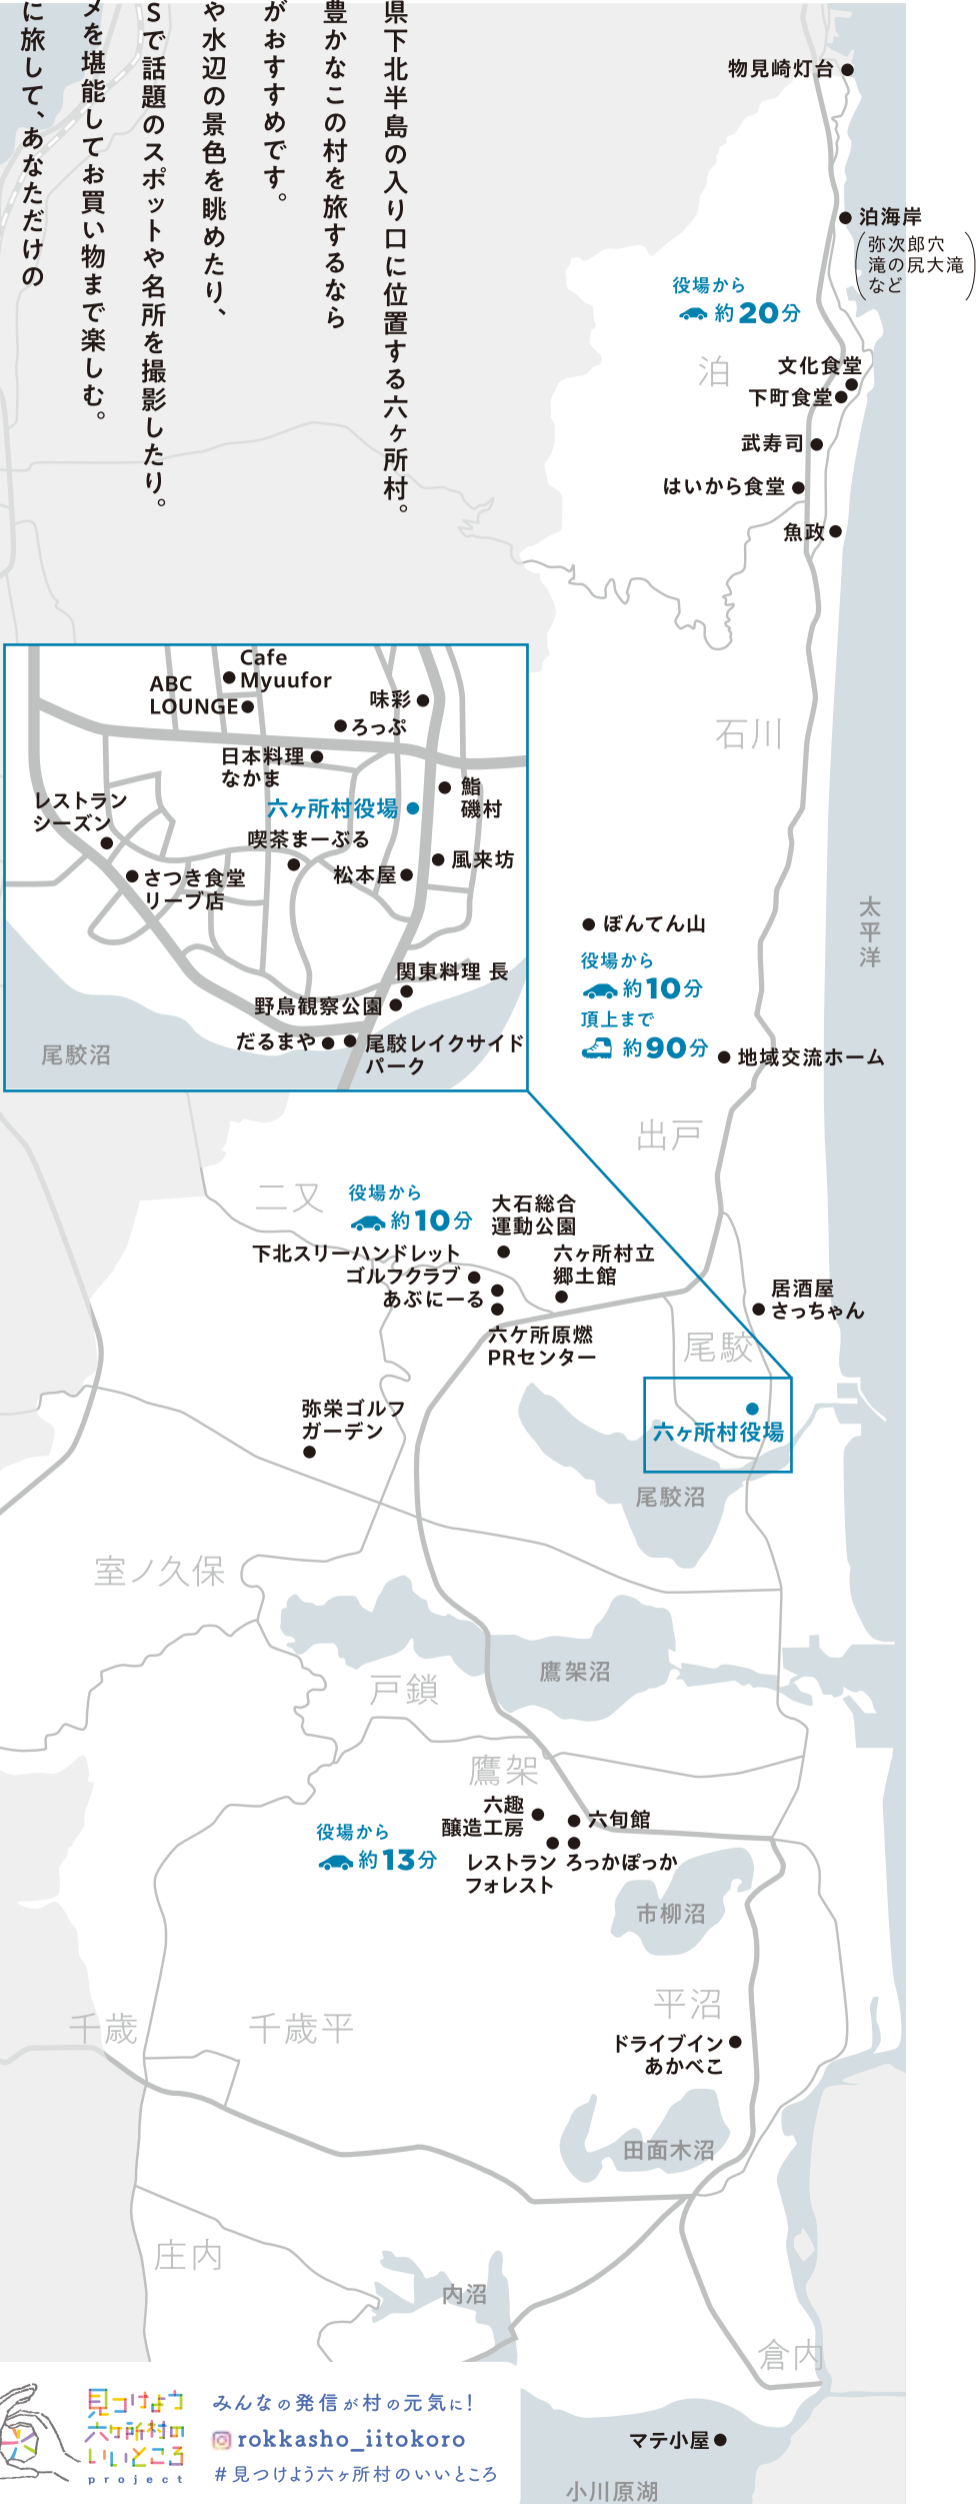 県下北半島の入り口に位置する六ヶ所村。
豊かなこの村を旅するなら
がおすすめです。
や水辺の景色を眺めたり、
Sで話題のスポットや名所を撮影したり。
メを堪能してお買い物まで楽しむ。
に旅して、あなただけの
物見崎灯台
泊海岸
(弥次郎穴
滝の尻大滝
など)
役場から
約20分
泊
文化食堂
下町食堂
武寿司
はいから食堂
魚政
石川
太平洋
Cafe
Myuufor
ABC
LOUNGE
味彩
ろっぷ
日本料理
なかま
鮨
磯村
レストラン
シーズン
六ヶ所村役場
喫茶まーぶる
風来坊
松本屋
さつき食堂
リーブ店
関東料理 長
野鳥観察公園
だるまや
尾駮レイクサイド
パーク
尾駮沼
ぼんてん山
役場から
約10分
頂上まで
約90分
地域交流ホーム
出戸
二又
役場から
約10分
大石総合
運動公園
下北スリーハンドレット
ゴルフクラブ
あぶにーる
六ヶ所村立
郷土館
六ケ所原燃
PRセンター
居酒屋
さっちゃん
尾駮
弥栄ゴルフ
ガーデン
六ヶ所村役場
尾駮沼
室ノ久保
鷹架沼
戸鎖
鷹架
六趣
醸造工房
六旬館
役場から
約13分
レストラン
フォレスト
ろっかぽっか
市柳沼
平沼
千歳
千歳平
ドライブイン
あかべこ
田面木沼
庄内
内沼
倉内
見つけよう
六ヶ所村の
いいところ
project
みんなの発信が村の元気に!
rokkasho_iitokoro
#見つけよう六ヶ所村のいいところ
マテ小屋
小川原湖